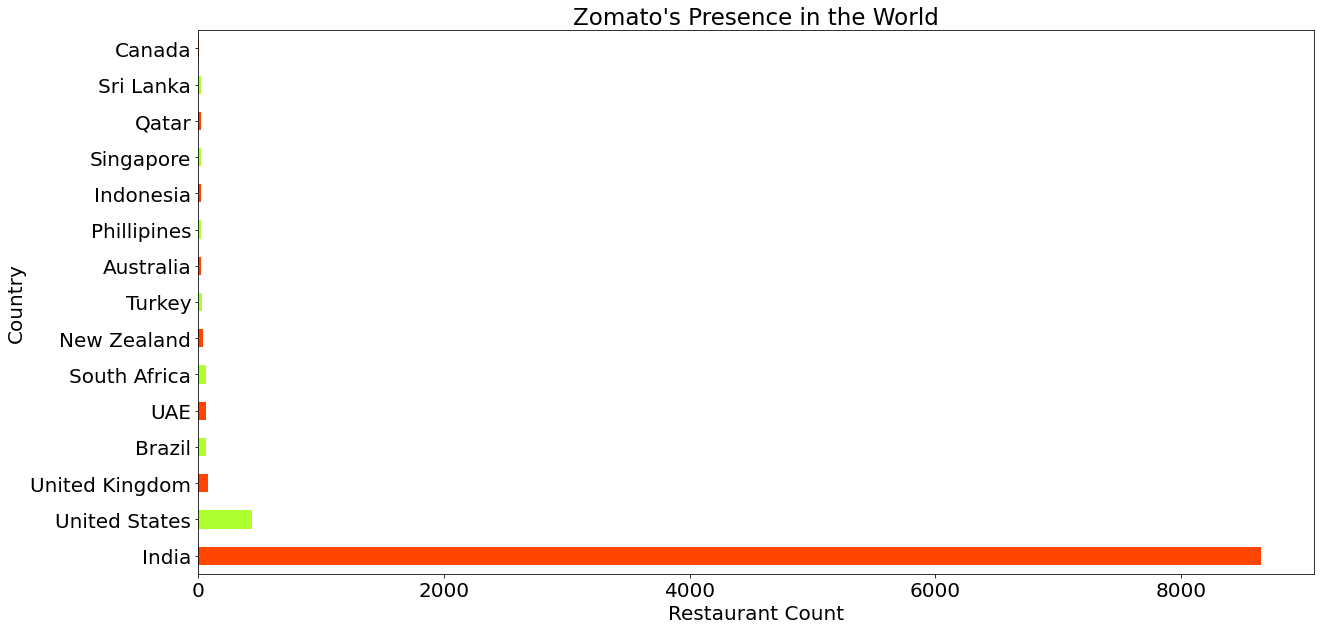 Zomato's Presence in the World
Country
Canada
Sri Lanka
Qatar
Singapore
Indonesia
Phillipines
Australia
Turkey
New Zealand
South Africa
UAE
Brazil
United Kingdom
United States
India
0 2000 4000 6000 8000
Restaurant Count